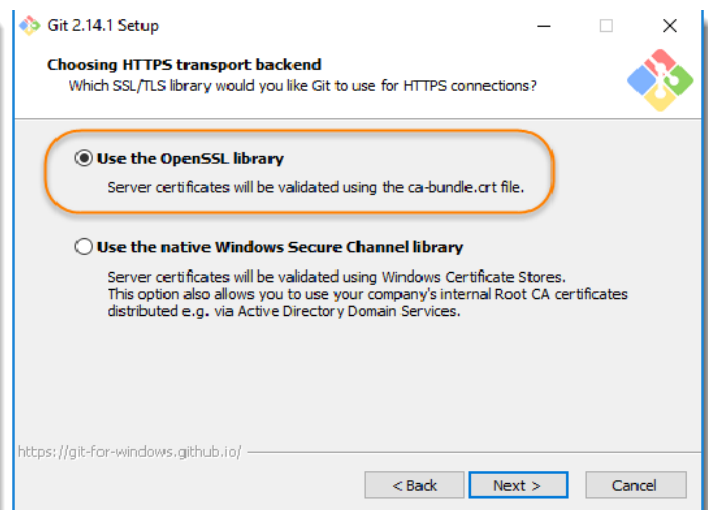 Git 2.14.1 Setup
Choosing HTTPS transport backend
Which SSL/TLS library would you like Git to use for HTTPS connections?
Use the OpenSSL library
Server certificates will be validated using the ca-bundle.crt file.
Use the native Windows Secure Channel library
Server certificates will be validated using Windows Certificate Stores.
This option also allows you to use your company's internal Root CA certificates
distributed e.g. via Active Directory Domain Services.
https://git-for-windows.github.io/
< Back Next > Cancel